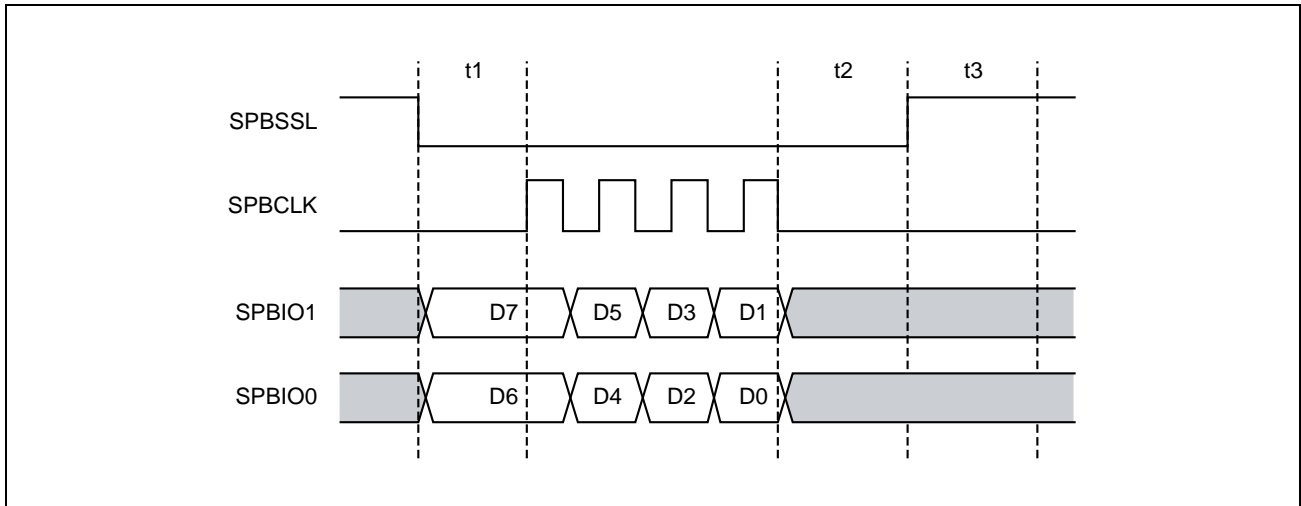 t1 t2 t3
SPBSSL
SPBCLK
SPBIO1 D7 D5 D3 D1
SPBIO0 D6 D4 D2 D0